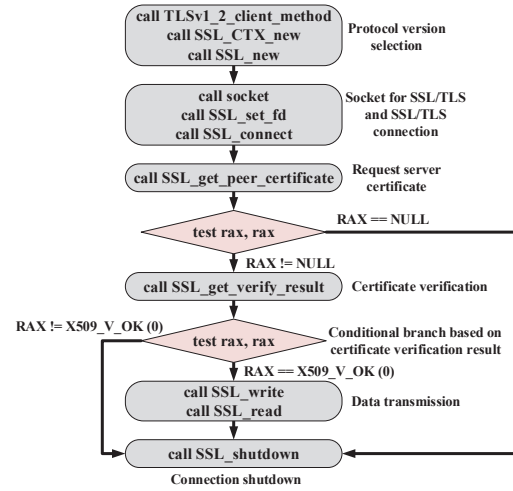 call TLSv1_2_client_method
call SSL_CTX_new
call SSL_new
Protocol version
selection
call socket
call SSL_set_fd
call SSL_connect
Socket for SSL/TLS
and SSL/TLS
connection
call SSL_get_peer_certificate
Request server
certificate
test rax, rax
RAX == NULL
RAX != NULL
call SSL_get_verify_result
Certificate verification
RAX != X509_V_OK (0)
test rax, rax
Conditional branch based on
certificate verification result
RAX == X509_V_OK (0)
call SSL_write
call SSL_read
Data transmission
call SSL_shutdown
Connection shutdown